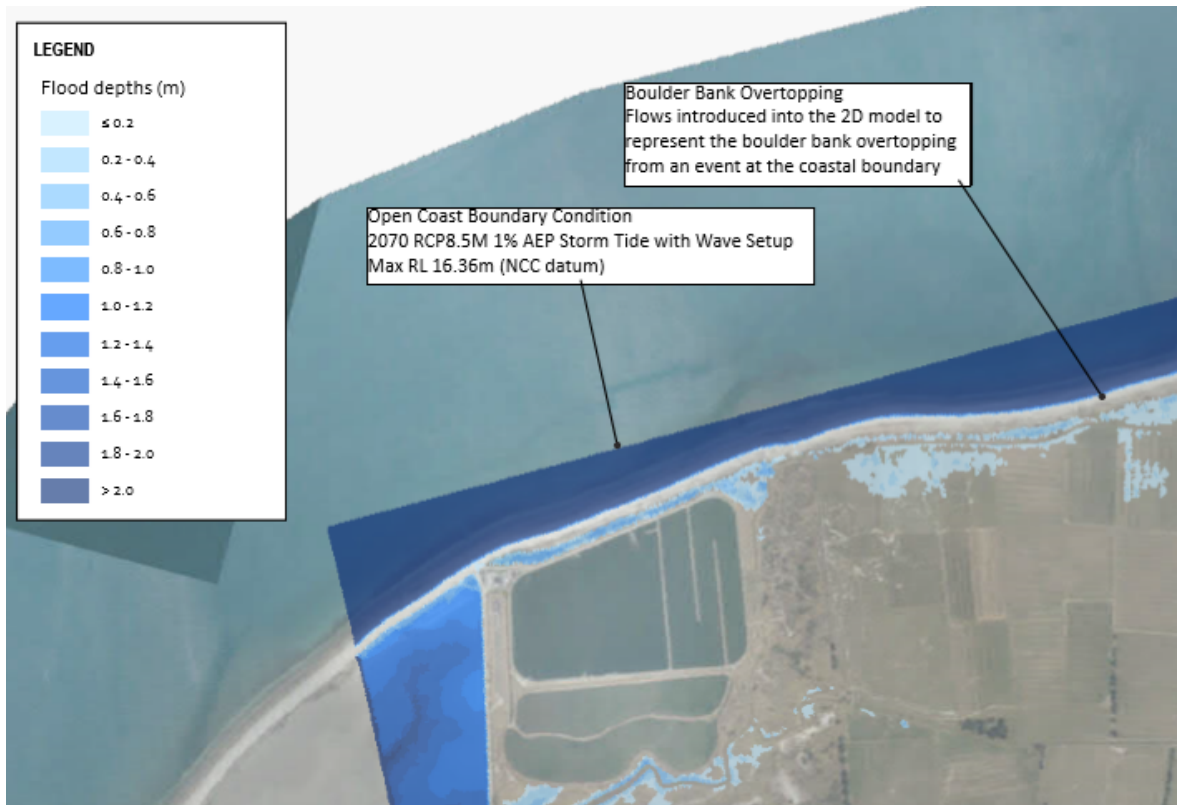 LEGEND
Flood depths (m)
≤ 0.2
0.2 - 0.4
0.4 - 0.6
0.6 - 0.8
0.8 - 1.0
1.0 - 1.2
1.2 - 1.4
1.4 - 1.6
1.6 - 1.8
1.8 - 2.0
> 2.0
Boulder Bank Overtopping
Flows introduced into the 2D model to
represent the boulder bank overtopping
from an event at the coastal boundary
Open Coast Boundary Condition
2070 RCP8.5M 1% AEP Storm Tide with Wave Setup
Max RL 16.36m (NCC datum)